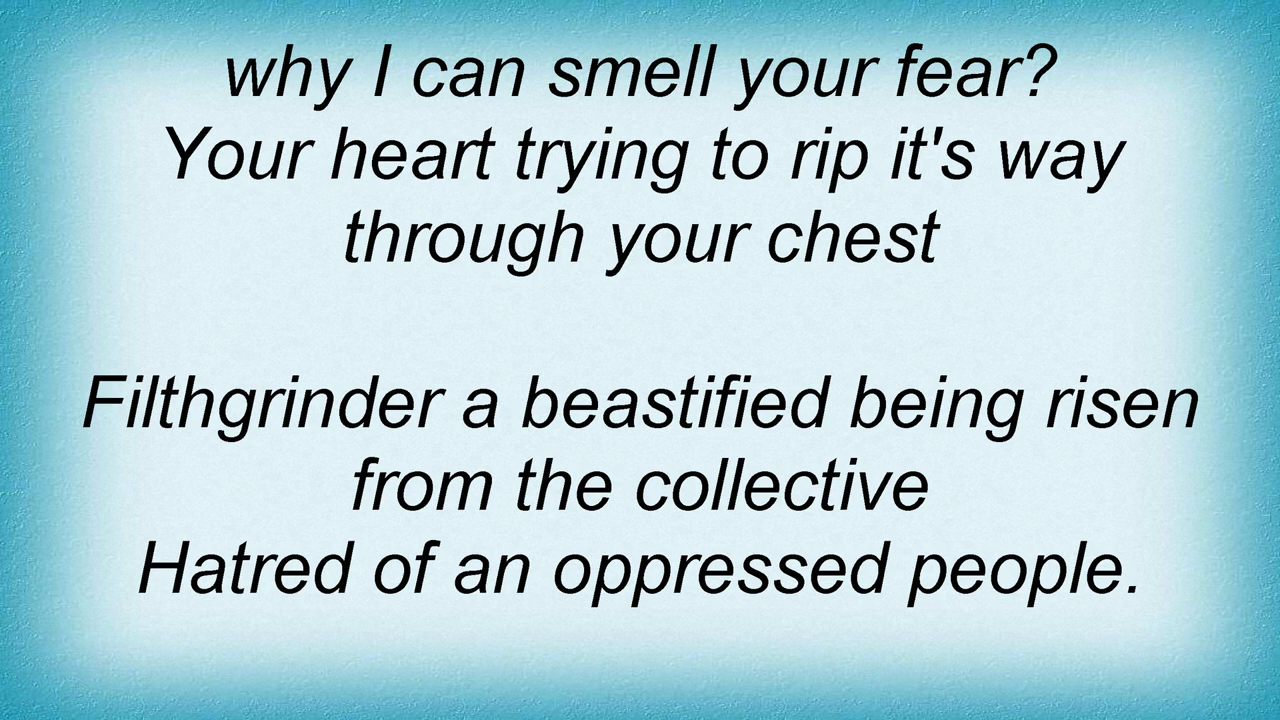 why I can smell your fear?
Your heart trying to rip it's way
through your chest
Filthgrinder a beastified being risen
from the collective
Hatred of an oppressed people.